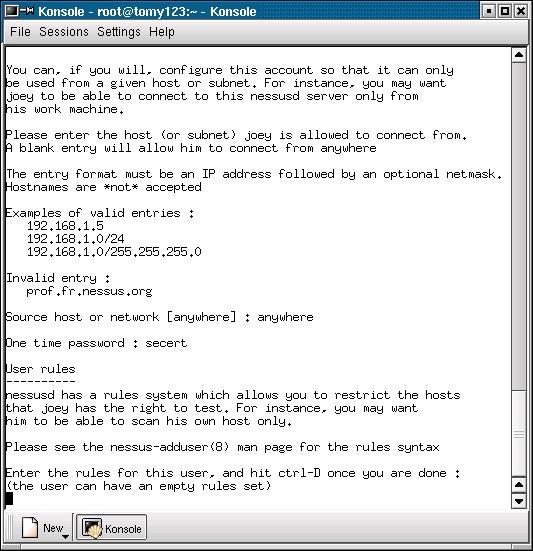 Konsole - root@tomy123:~ - Konsole
File Sessions Settings Help
You can, if you will, configure this account so that it can only
be used from a given host or subnet. For instance, you may want
joey to be able to connect to this nessusd server only from
his work machine.
Please enter the host (or subnet) joey is allowed to connect from.
A blank entry will allow him to connect from anywhere
The entry format must be an IP address followed by an optional netmask.
Hostnames are *not* accepted
Examples of valid entries :
192.168.1.5
192.168.1.0/24
192.168.1.0/255.255.255.0
Invalid entry :
prof.fr.nessus.org
Source host or network [anywhere] : anywhere
One time password : secert
User rules
----------
nessusd has a rules system which allows you to restrict the hosts
that joey has the right to test. For instance, you may want
him to be able to scan his own host only.
Please see the nessus-adduser(8) man page for the rules syntax
Enter the rules for this user, and hit ctrl-D once you are done :
(the user can have an empty rules set)
New Konsole